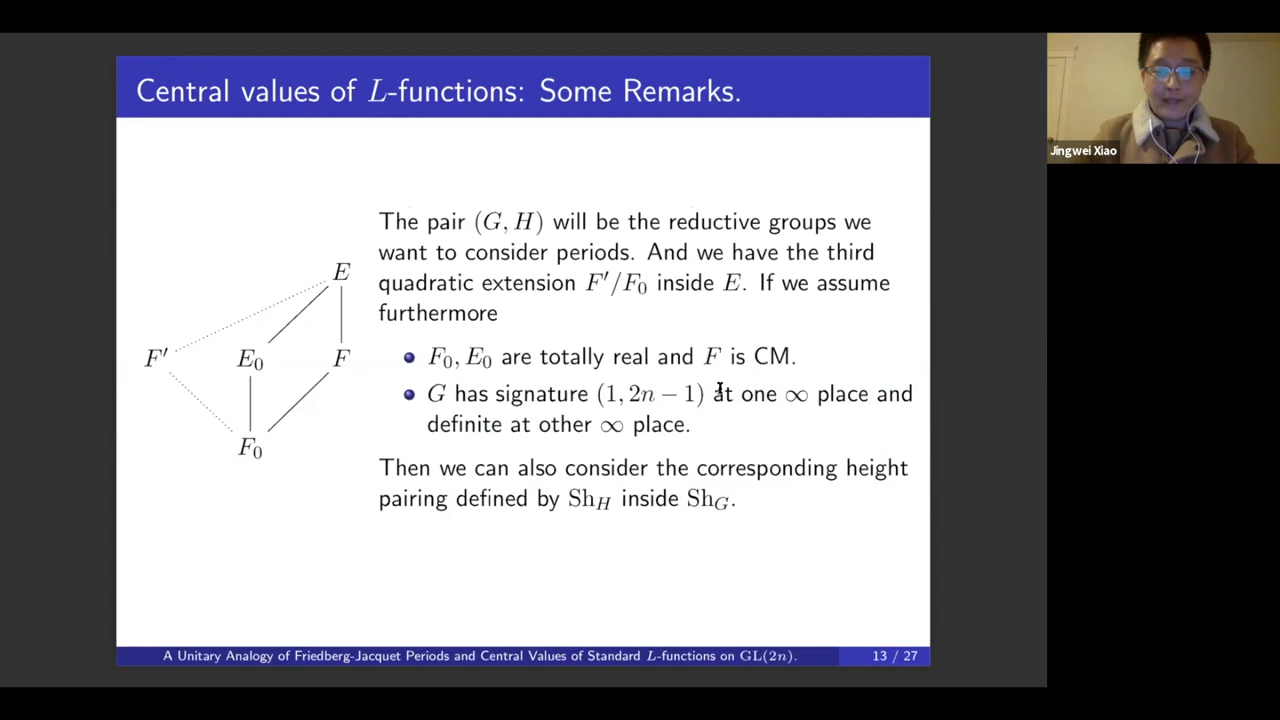 Central values of L-functions: Some Remarks.
Jingwei Xiao
The pair (G, H) will be the reductive groups we
want to consider periods. And we have the third
quadratic extension F′/F₀ inside E. If we assume
furthermore
E
F′ E₀ F
F₀
F₀, E₀ are totally real and F is CM.
G has signature (1, 2n − 1) at one ∞ place and
definite at other ∞ place.
Then we can also consider the corresponding height
pairing defined by Sh_H inside Sh_G.
A Unitary Analogy of Friedberg-Jacquet Periods and Central Values of Standard L-functions on GL(2n).
13 / 27